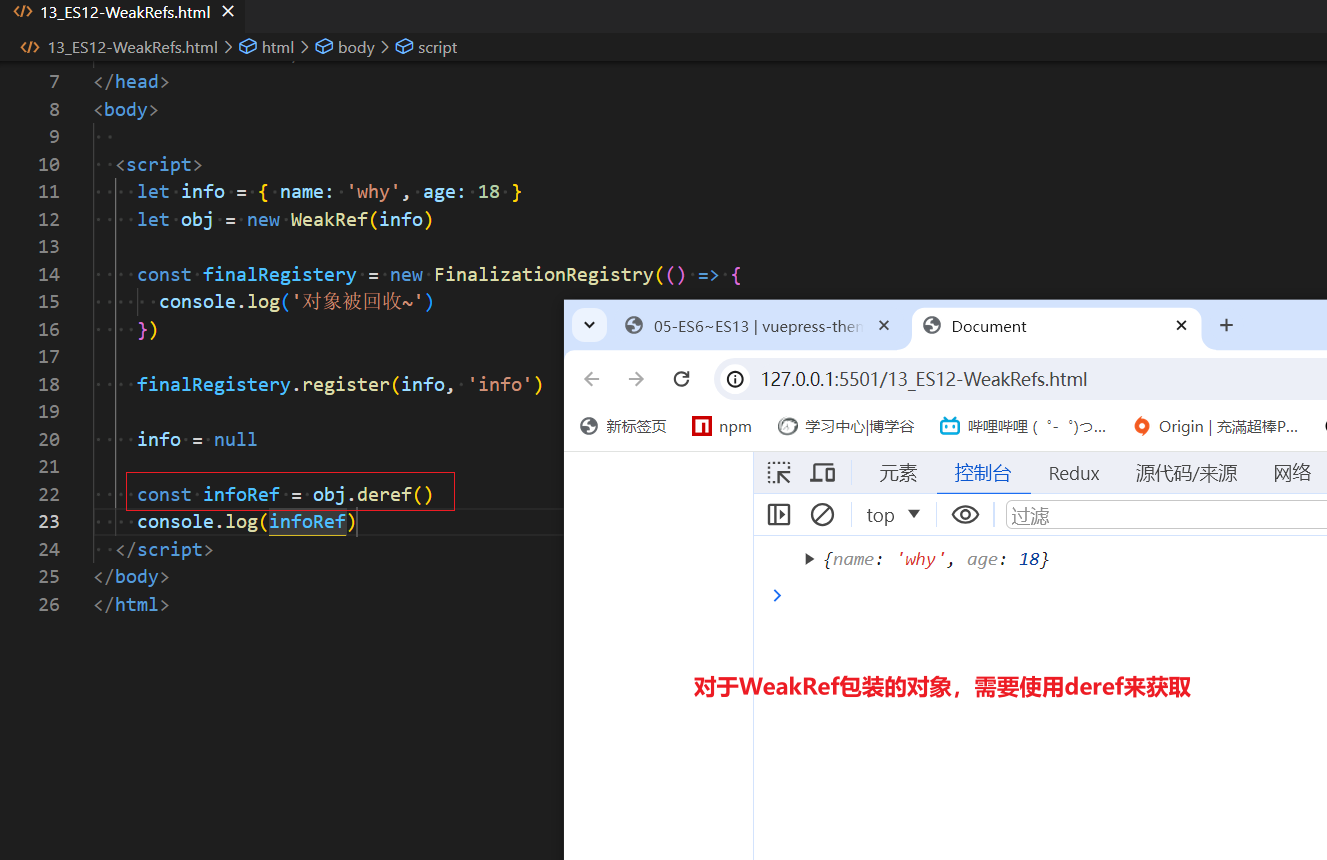 13_ES12-WeakRefs.html
13_ES12-WeakRefs.html > html > body > script
7 </head>
8 <body>
9
10 <script>
11 let info = { name: 'why', age: 18 }
12 let obj = new WeakRef(info)
13
14 const finalRegistery = new FinalizationRegistry(() => {
15 console.log('对象被回收~')
16 })
17
18 finalRegistery.register(info, 'info')
19
20 info = null
21
22 const infoRef = obj.deref()
23 console.log(infoRef)
24 </script>
25 </body>
26 </html>
05-ES6~ES13 | vuepress-then
Document
127.0.0.1:5501/13_ES12-WeakRefs.html
新标签页 npm 学习中心|博学谷 哔哩哔哩 ( ゜- ゜)つ... Origin | 充满超棒P...
元素 控制台 Redux 源代码/来源 网络
top 过滤
{name: 'why', age: 18}
对于WeakRef包装的对象，需要使用deref来获取